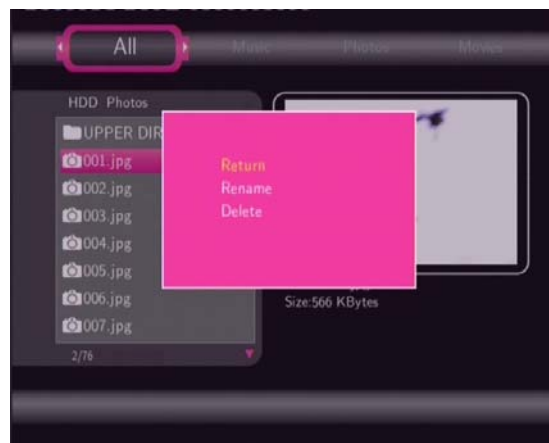 All
Music
Photos
Movies
HDD Photos
UPPER DIR
001.jpg
002.jpg
003.jpg
004.jpg
005.jpg
006.jpg
007.jpg
2/76
Return
Rename
Delete
Size:566 KBytes